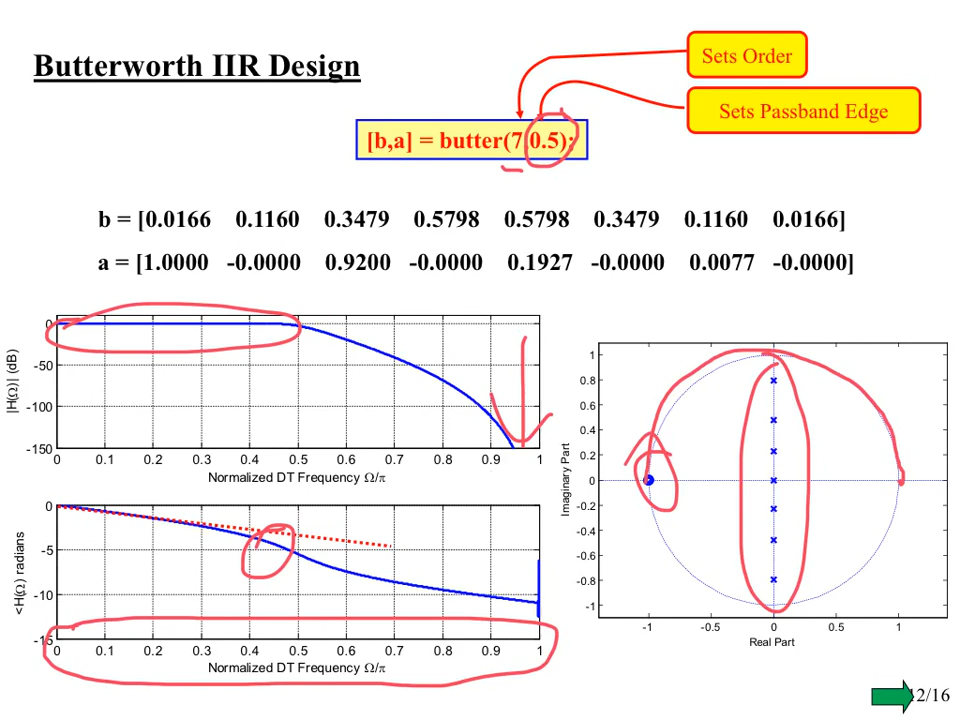 Butterworth IIR Design
Sets Order
Sets Passband Edge
[b,a] = butter(7,0.5);
b = [0.0166 0.1160 0.3479 0.5798 0.5798 0.3479 0.1160 0.0166]
a = [1.0000 -0.0000 0.9200 -0.0000 0.1927 -0.0000 0.0077 -0.0000]
|H(Ω)| (dB)
0
-50
-100
-150
0 0.1 0.2 0.3 0.4 0.5 0.6 0.7 0.8 0.9 1
Normalized DT Frequency Ω/π
<H(Ω) radians
0
-5
-10
-15
0 0.1 0.2 0.3 0.4 0.5 0.6 0.7 0.8 0.9 1
Normalized DT Frequency Ω/π
Imaginary Part
1
0.8
0.6
0.4
0.2
0
-0.2
-0.4
-0.6
-0.8
-1
-1 -0.5 0 0.5 1
Real Part
12/16